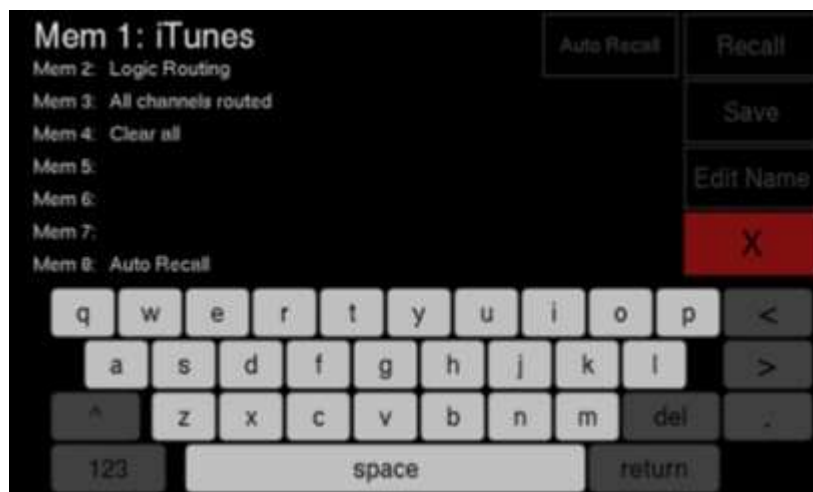 Mem 1: iTunes
Mem 2: Logic Routing
Mem 3: All channels routed
Mem 4: Clear all
Mem 5:
Mem 6:
Mem 7:
Mem 8: Auto Recall
Auto Recall
Recall
Save
Edit Name
X
q w e r t y u i o p <
a s d f g h j k l >
^ z x c v b n m del .
123 space return